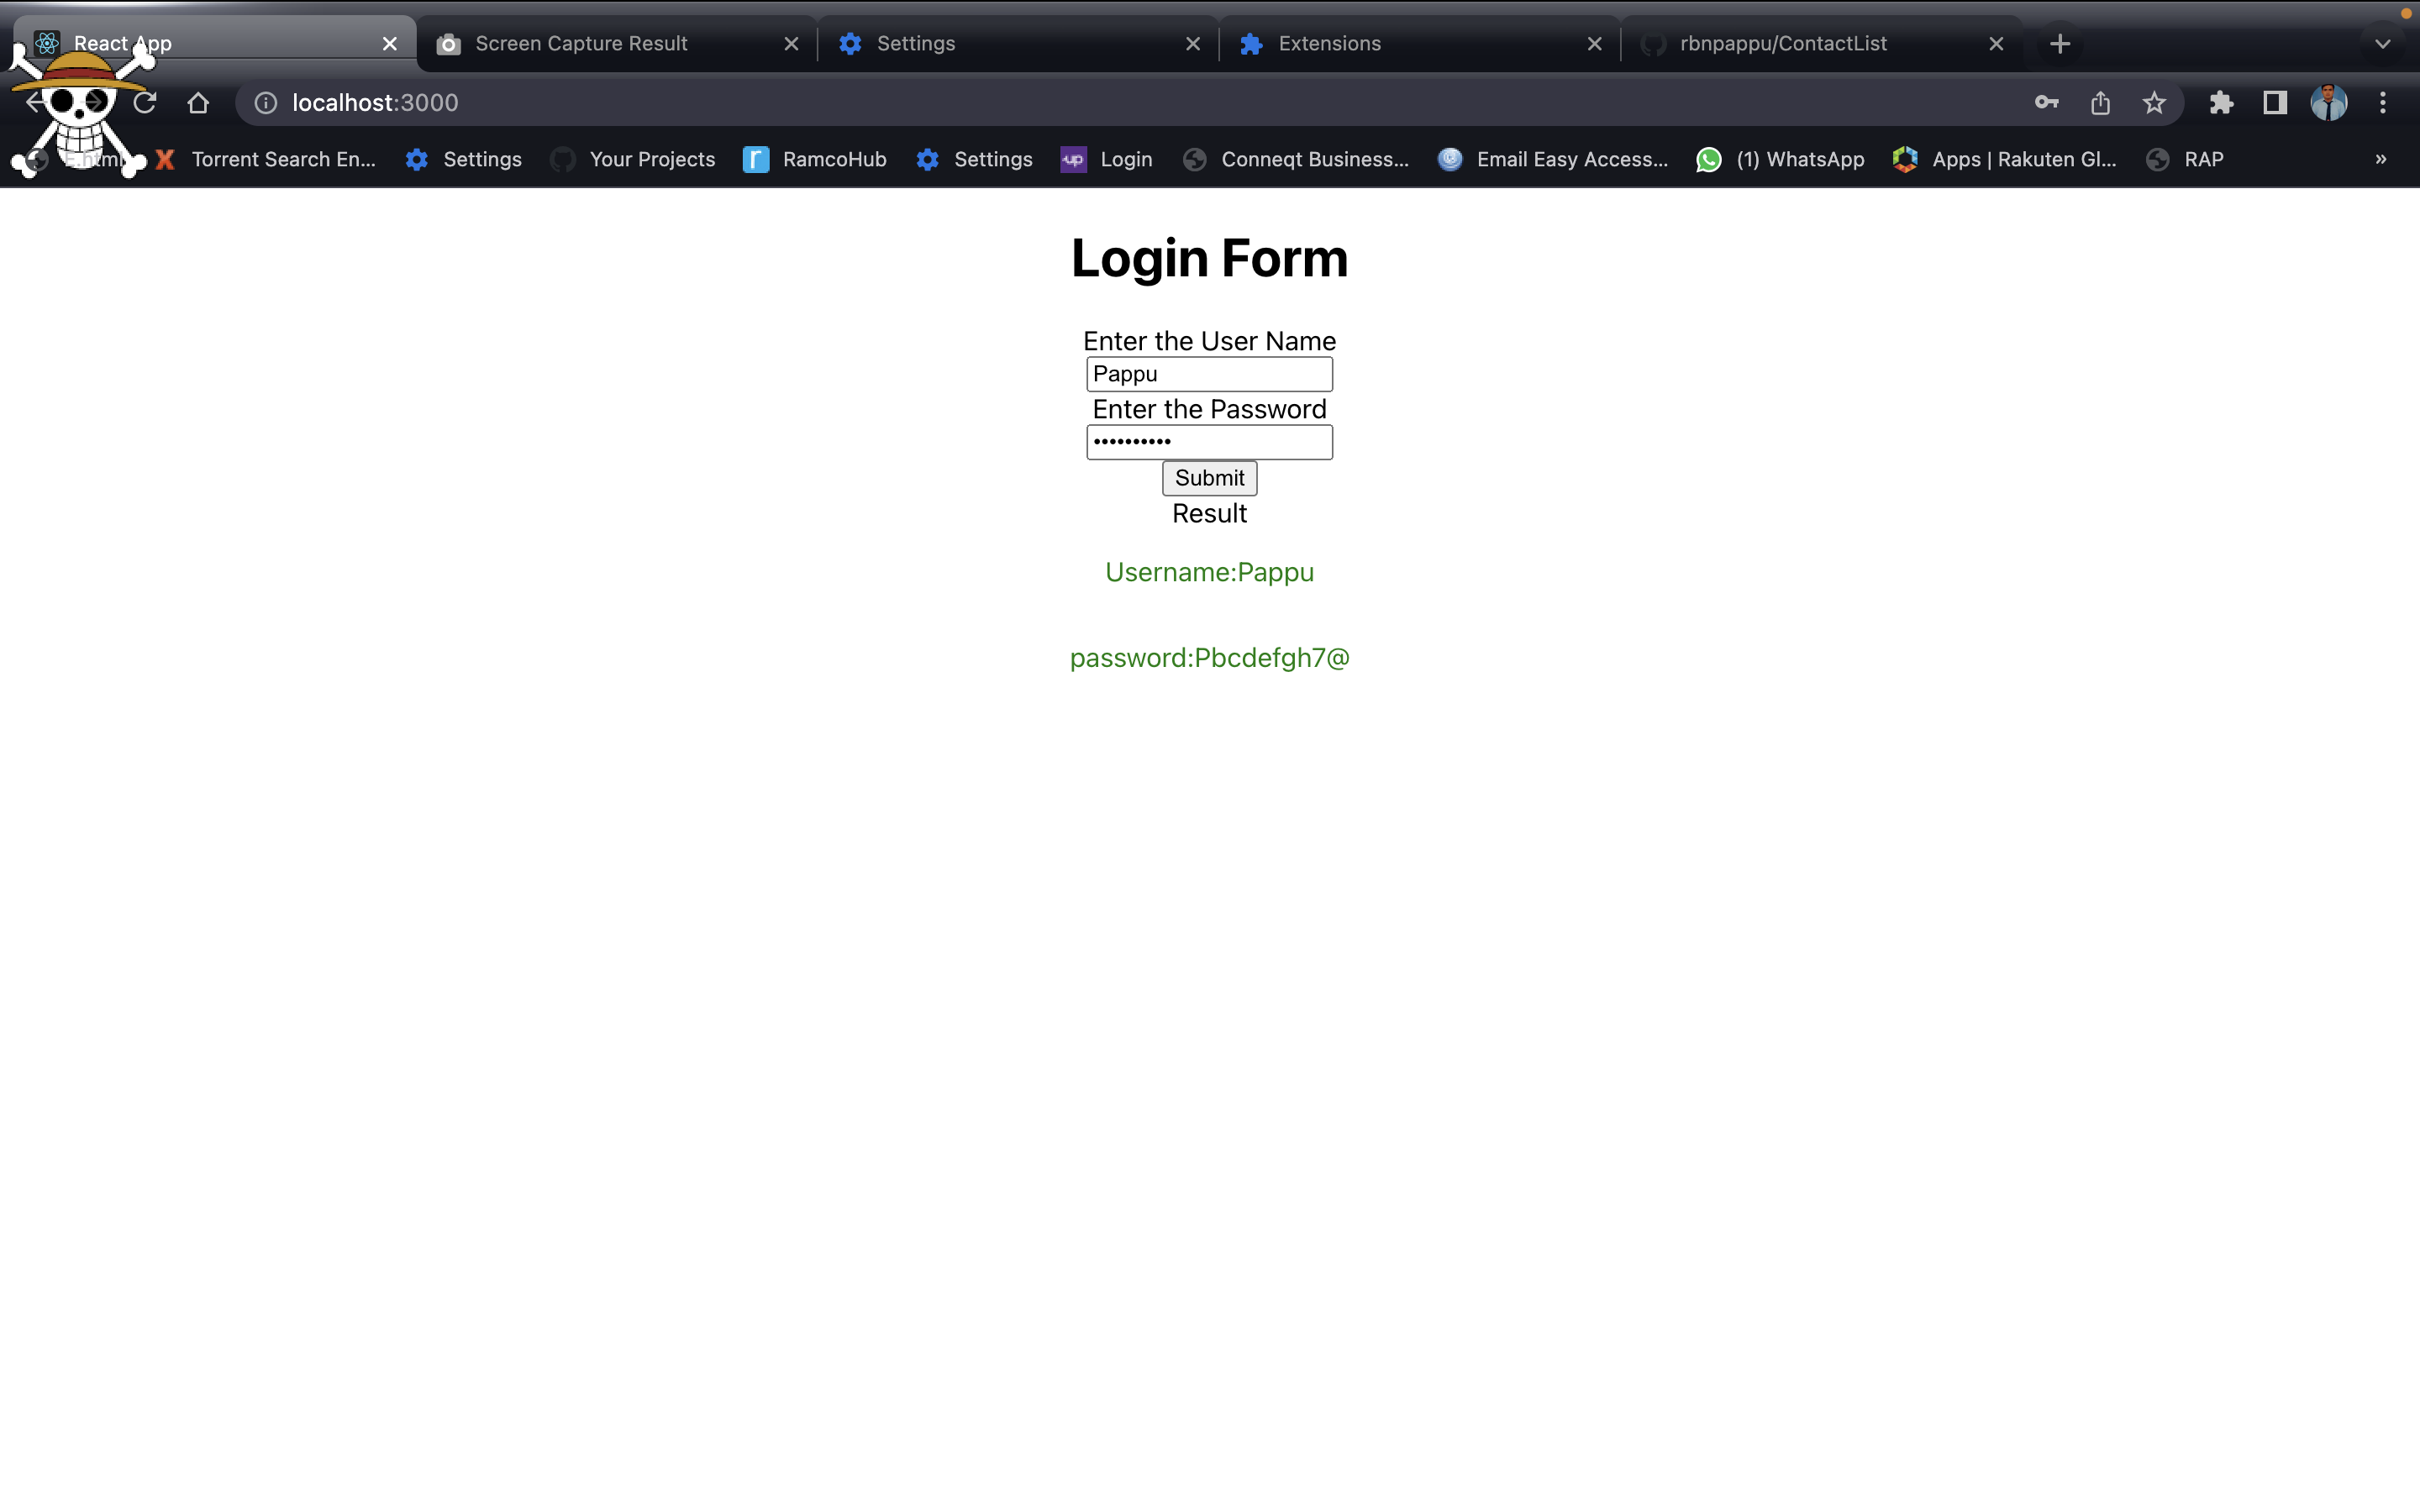 React App
Screen Capture Result
Settings
Extensions
rbnpappu/ContactList
localhost:3000
Torrent Search En...
Settings
Your Projects
RamcoHub
Settings
up
Login
Conneqt Business...
Email Easy Access...
(1) WhatsApp
Apps | Rakuten Gl...
RAP
»
Login Form
Enter the User Name
Pappu
Enter the Password
••••••••••
Submit
Result
Username:Pappu
password:Pbcdefgh7@